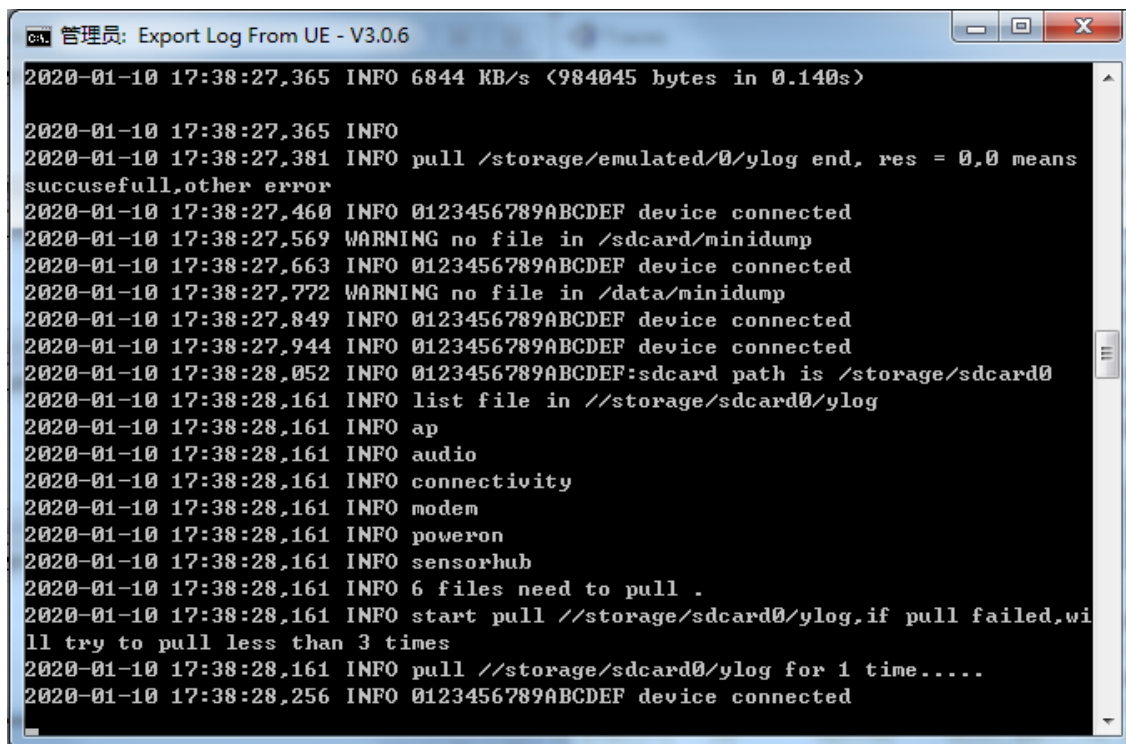 管理员: Export Log From UE - V3.0.6
2020-01-10 17:38:27,365 INFO 6844 KB/s (984045 bytes in 0.140s)
2020-01-10 17:38:27,365 INFO
2020-01-10 17:38:27,381 INFO pull /storage/emulated/0/ylog end, res = 0,0 means
succusefull,other error
2020-01-10 17:38:27,460 INFO 0123456789ABCDEF device connected
2020-01-10 17:38:27,569 WARNING no file in /sdcard/minidump
2020-01-10 17:38:27,663 INFO 0123456789ABCDEF device connected
2020-01-10 17:38:27,772 WARNING no file in /data/minidump
2020-01-10 17:38:27,849 INFO 0123456789ABCDEF device connected
2020-01-10 17:38:27,944 INFO 0123456789ABCDEF device connected
2020-01-10 17:38:28,052 INFO 0123456789ABCDEF:sdcard path is /storage/sdcard0
2020-01-10 17:38:28,161 INFO list file in //storage/sdcard0/ylog
2020-01-10 17:38:28,161 INFO ap
2020-01-10 17:38:28,161 INFO audio
2020-01-10 17:38:28,161 INFO connectivity
2020-01-10 17:38:28,161 INFO modem
2020-01-10 17:38:28,161 INFO poweron
2020-01-10 17:38:28,161 INFO sensorhub
2020-01-10 17:38:28,161 INFO 6 files need to pull .
2020-01-10 17:38:28,161 INFO start pull //storage/sdcard0/ylog,if pull failed,wi
ll try to pull less than 3 times
2020-01-10 17:38:28,161 INFO pull //storage/sdcard0/ylog for 1 time.....
2020-01-10 17:38:28,256 INFO 0123456789ABCDEF device connected